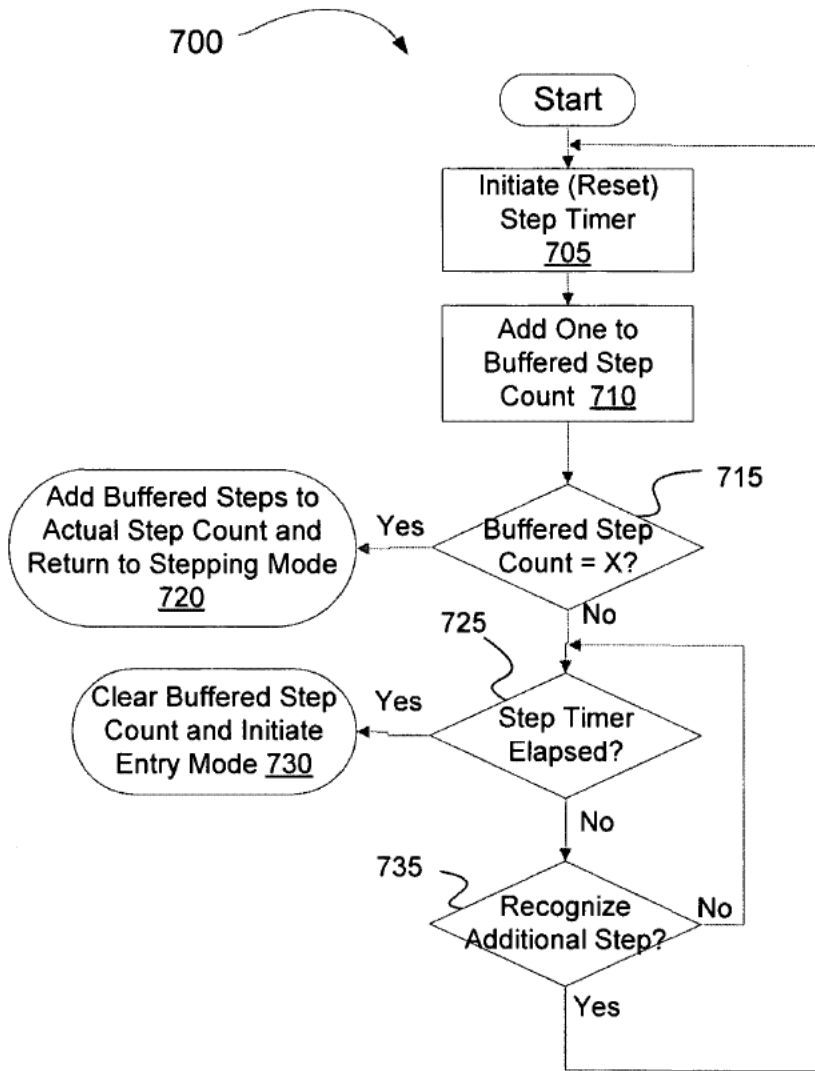 700
Start
Initiate (Reset)
Step Timer
705
Add One to
Buffered Step
Count 710
715
Buffered Step
Count = X?
Yes
Add Buffered Steps to
Actual Step Count and
Return to Stepping Mode
720
No
725
Step Timer
Elapsed?
Yes
Clear Buffered Step
Count and Initiate
Entry Mode 730
No
735
Recognize
Additional Step?
No
Yes